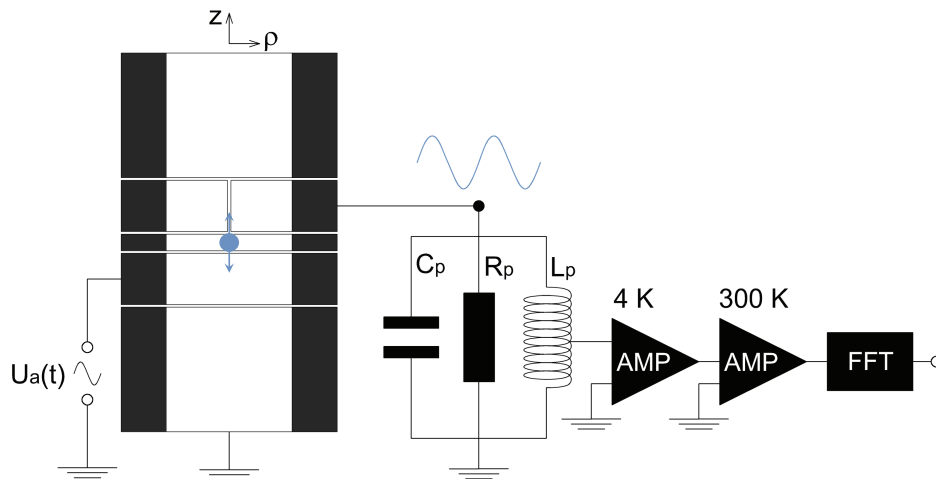 z
ρ
Cp
Rp
Lp
4 K
300 K
AMP
AMP
FFT
Ua(t)